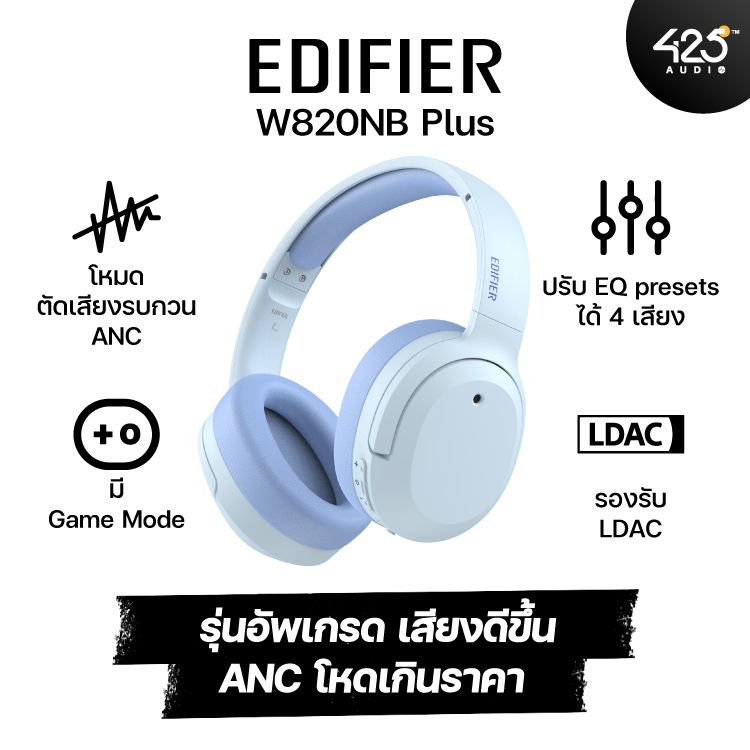 425™
AUDIO
EDIFIER
W820NB Plus
โหมด
ตัดเสียงรบกวน
ANC
ปรับ EQ presets
ได้ 4 เสียง
EDIFIER
EDIFIER
L
+ o
มี
Game Mode
LDAC
รองรับ
LDAC
รุ่นอัพเกรด เสียงดีขึ้น
ANC โหดเกินราคา